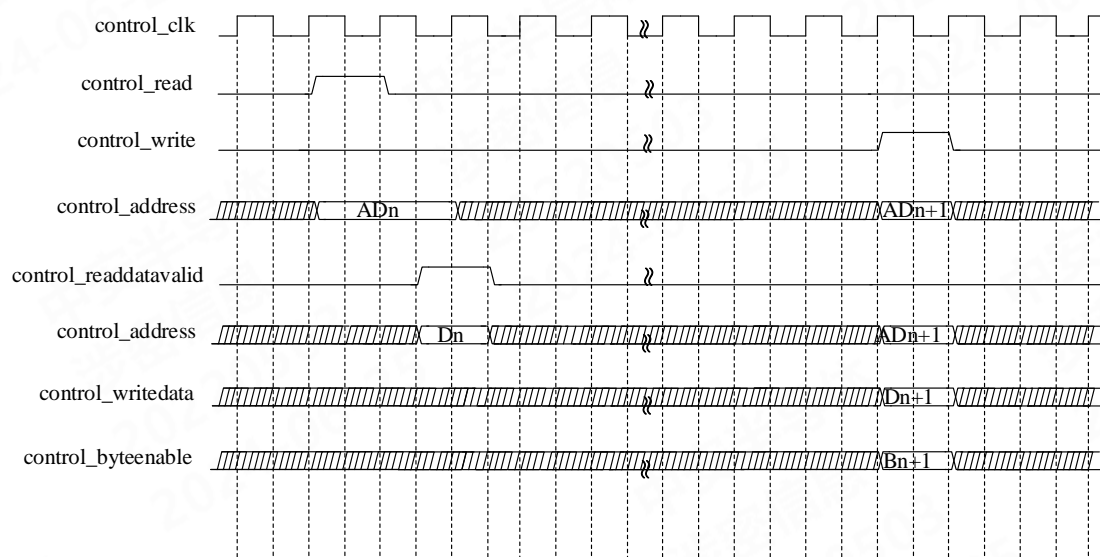 control_clk
control_read
control_write
control_address ADn ADn+1
control_readdatavalid
control_address Dn ADn+1
control_writedata Dn+1
control_byteenable Bn+1